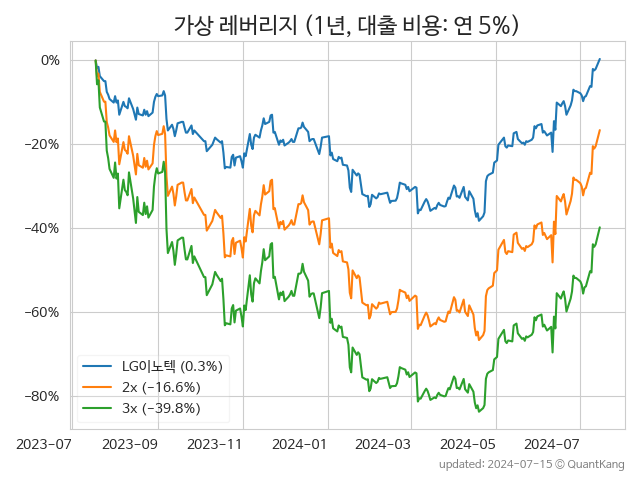 가상 레버리지 (1년, 대출 비용: 연 5%)
0%
−20%
−40%
−60%
−80%
LG이노텍 (0.3%)
2x (−16.6%)
3x (−39.8%)
2023-07 2023-09 2023-11 2024-01 2024-03 2024-05 2024-07
updated: 2024-07-15 © QuantKang